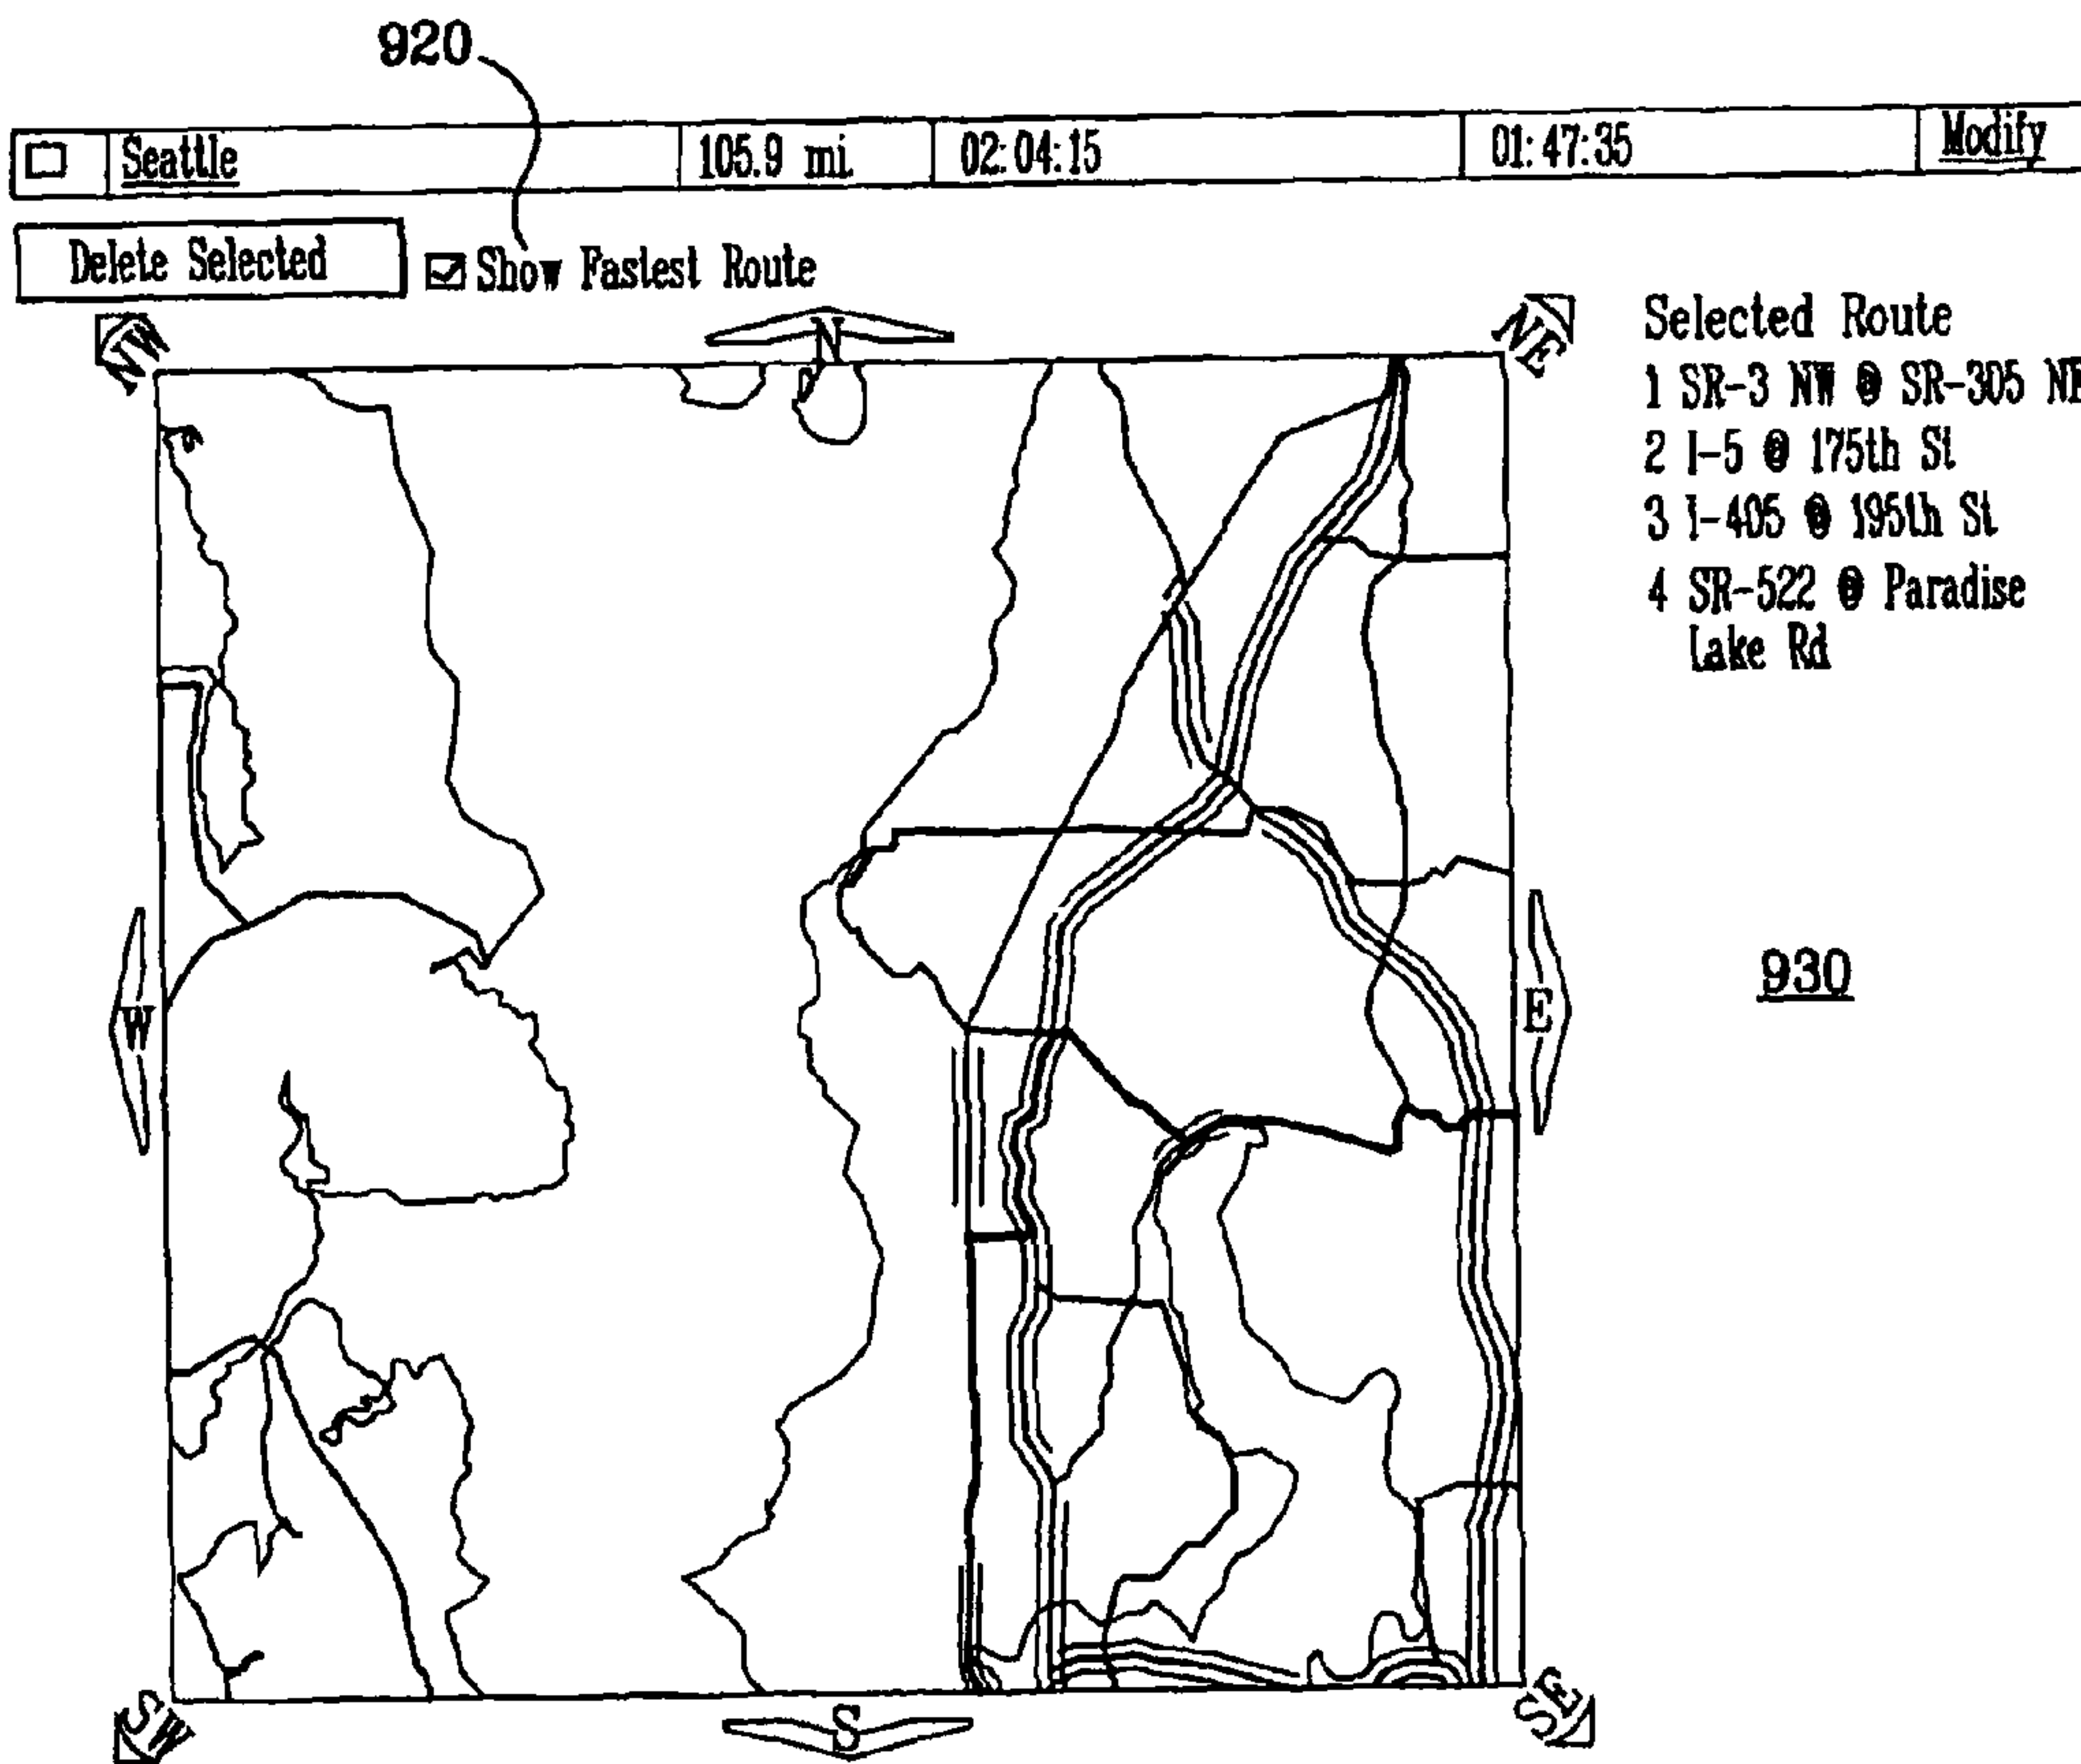 920
Seattle 105.9 mi. 02:04:15 01:47:35 Modify
Delete Selected Show Fastest Route
NW N NE
Selected Route
1 SR-3 NW @ SR-305 NE
2 I-5 @ 175th St
3 I-405 @ 195th St
4 SR-522 @ Paradise
Lake Rd
W E
930
SW S SE